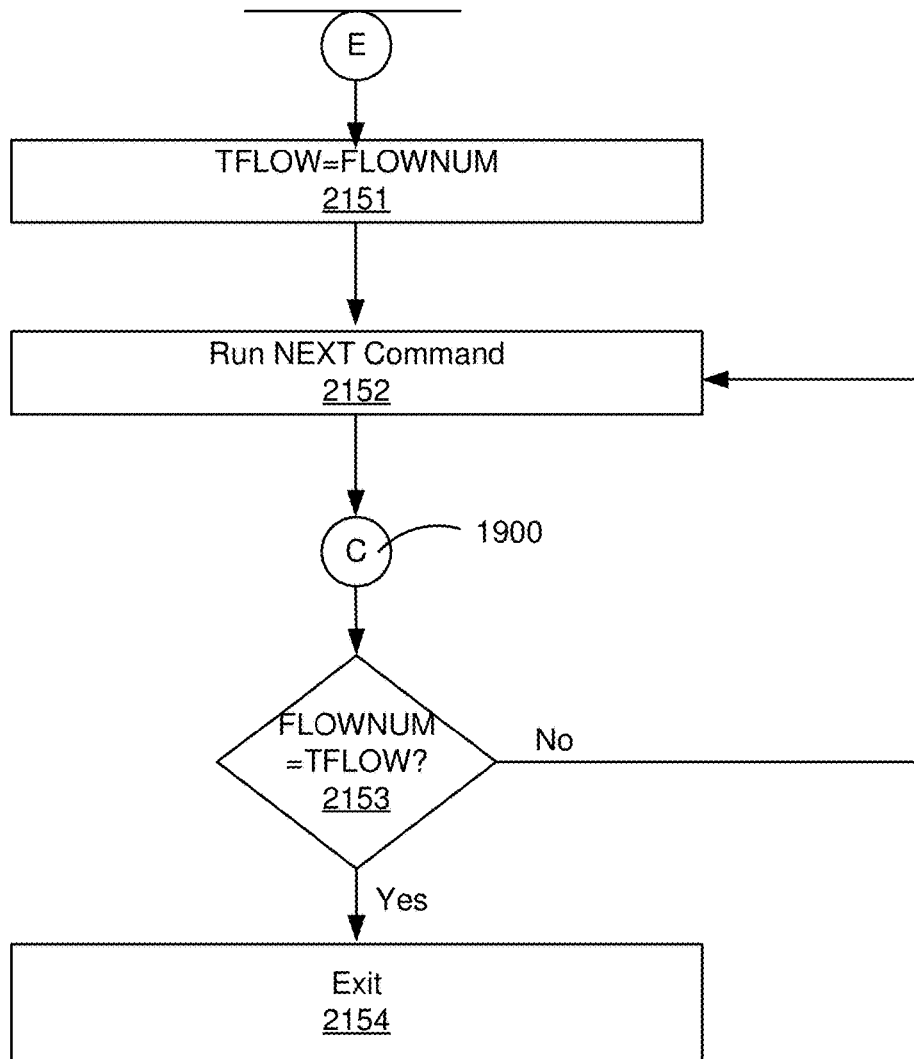 E
TFLOW=FLOWNUM
2151
Run NEXT Command
2152
C
1900
FLOWNUM
=TFLOW?
2153
No
Yes
Exit
2154